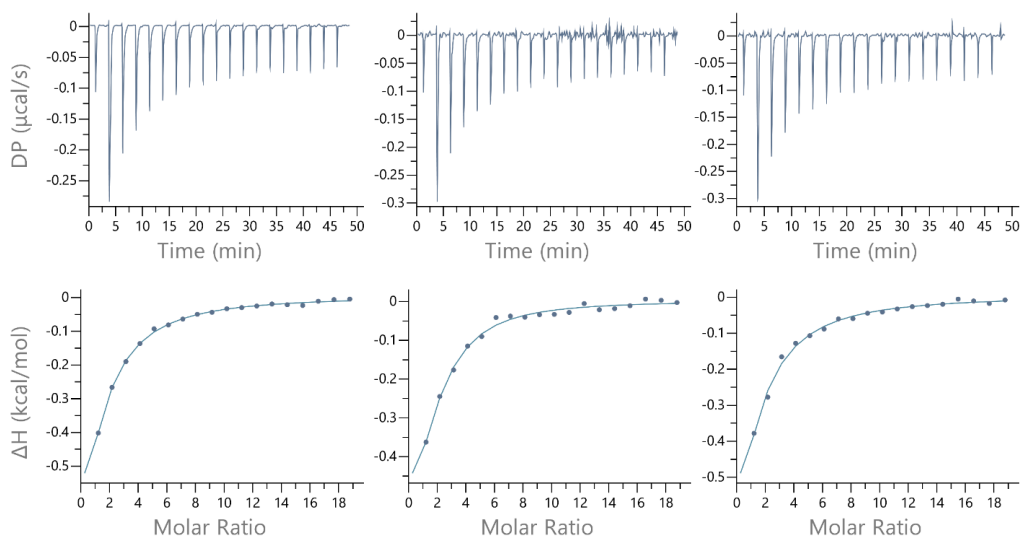 DP (μcal/s)
0
-0.05
-0.1
-0.15
-0.2
-0.25
0 5 10 15 20 25 30 35 40 45 50
Time (min)
0
-0.05
-0.1
-0.15
-0.2
-0.25
-0.3
0 5 10 15 20 25 30 35 40 45 50
Time (min)
0
-0.05
-0.1
-0.15
-0.2
-0.25
-0.3
0 5 10 15 20 25 30 35 40 45 50
Time (min)
ΔH (kcal/mol)
0
-0.1
-0.2
-0.3
-0.4
-0.5
0 2 4 6 8 10 12 14 16 18
Molar Ratio
0
-0.1
-0.2
-0.3
-0.4
0 2 4 6 8 10 12 14 16 18
Molar Ratio
0
-0.1
-0.2
-0.3
-0.4
-0.5
0 2 4 6 8 10 12 14 16 18
Molar Ratio